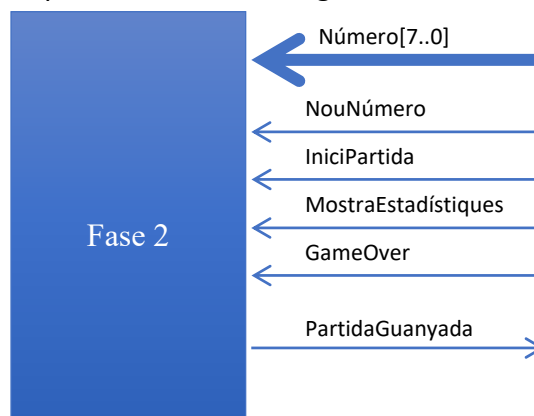 Número[7..0]
NouNúmero
IniciPartida
MostraEstadístiques
Fase 2
GameOver
PartidaGuanyada